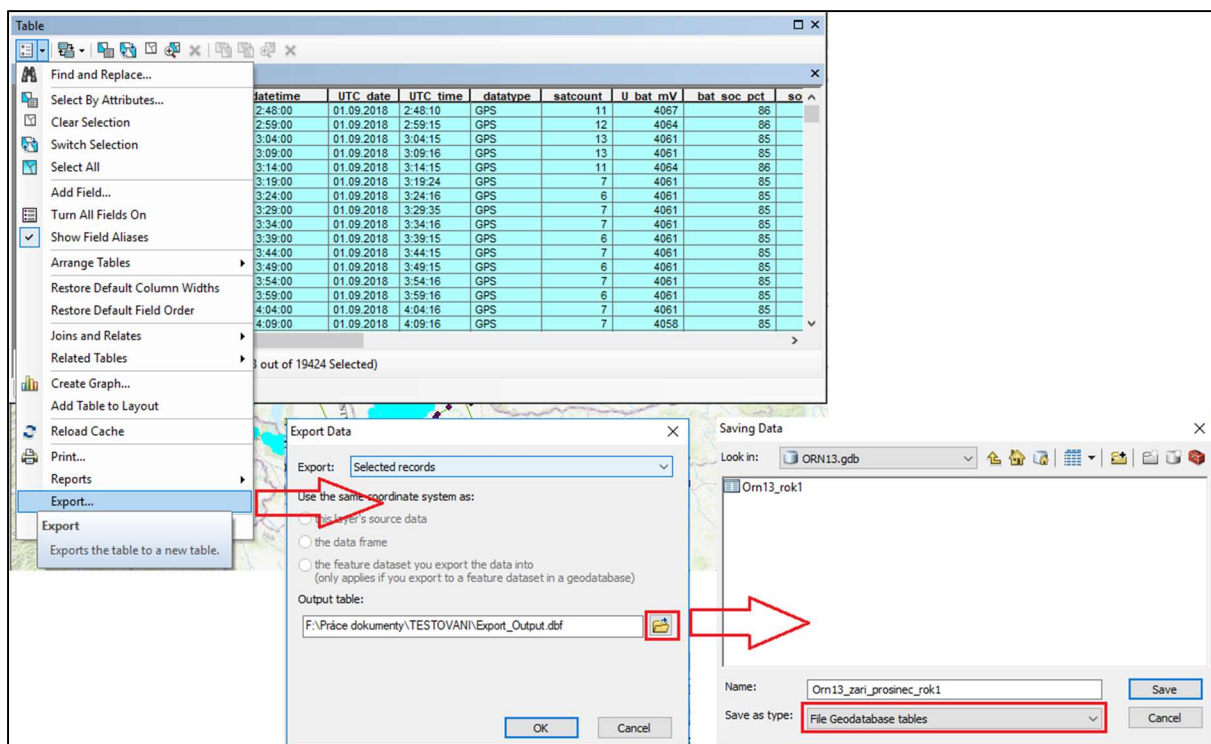 Table
Find and Replace...
Select By Attributes...
Clear Selection
Switch Selection
Select All
Add Field...
Turn All Fields On
Show Field Aliases
Arrange Tables
Restore Default Column Widths
Restore Default Field Order
Joins and Relates
Related Tables
Create Graph...
Add Table to Layout
Reload Cache
Print...
Reports
Export...
Export
Exports the table to a new table.
datetime UTC_date UTC_time datatype satcount U_bat_mV bat_soc_pct so
2:48:00 01.09.2018 2:48:10 GPS 11 4067 86
2:59:00 01.09.2018 2:59:15 GPS 12 4064 86
3:04:00 01.09.2018 3:04:15 GPS 13 4061 85
3:09:00 01.09.2018 3:09:16 GPS 13 4061 85
3:14:00 01.09.2018 3:14:15 GPS 11 4064 86
3:19:00 01.09.2018 3:19:24 GPS 7 4061 85
3:24:00 01.09.2018 3:24:16 GPS 6 4061 85
3:29:00 01.09.2018 3:29:35 GPS 7 4061 85
3:34:00 01.09.2018 3:34:16 GPS 7 4061 85
3:39:00 01.09.2018 3:39:15 GPS 6 4061 85
3:44:00 01.09.2018 3:44:15 GPS 7 4061 85
3:49:00 01.09.2018 3:49:15 GPS 6 4061 85
3:54:00 01.09.2018 3:54:16 GPS 7 4061 85
3:59:00 01.09.2018 3:59:16 GPS 6 4061 85
4:04:00 01.09.2018 4:04:16 GPS 7 4061 85
4:09:00 01.09.2018 4:09:16 GPS 7 4058 85
out of 19424 Selected)
Export Data
Export: Selected records
Use the same coordinate system as:
this layer's source data
the data frame
the feature dataset you export the data into
(only applies if you export to a feature dataset in a geodatabase)
Output table:
F:\Práce dokumenty\TESTOVANI\Export_Output.dbf
OK Cancel
Saving Data
Look in: ORN13.gdb
Orn13_rok1
Name: Orn13_zari_prosinec_rok1 Save
Save as type: File Geodatabase tables Cancel